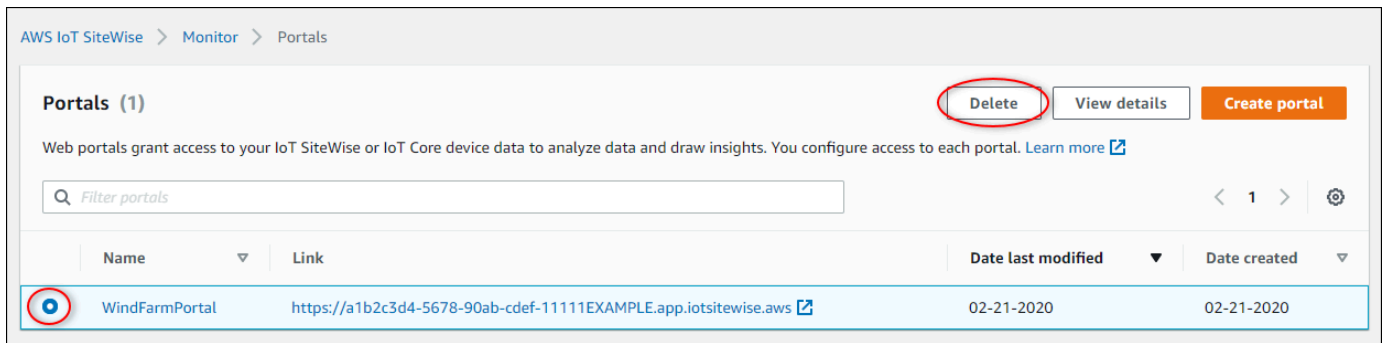 AWS IoT SiteWise > Monitor > Portals
Portals (1) Delete View details Create portal
Web portals grant access to your IoT SiteWise or IoT Core device data to analyze data and draw insights. You configure access to each portal. Learn more
Filter portals < 1 >
Name Link Date last modified Date created
WindFarmPortal https://a1b2c3d4-5678-90ab-cdef-11111EXAMPLE.app.iotsitewise.aws 02-21-2020 02-21-2020